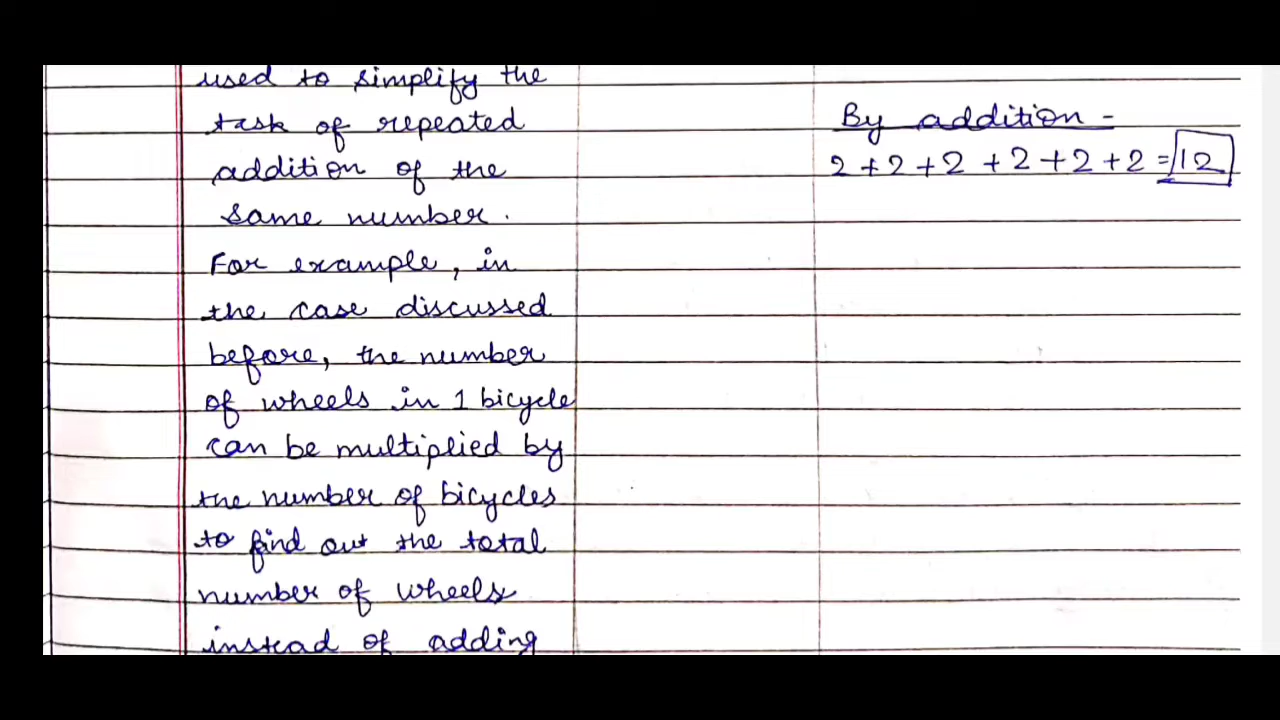 used to simplify the
task of repeated
addition of the
same number.
For example, in
the case discussed
before, the number
of wheels in 1 bicycle
can be multiplied by
the number of bicycles
to find out the total
number of wheels
instead of adding
By addition -
2 + 2 + 2 + 2 + 2 + 2 = 12